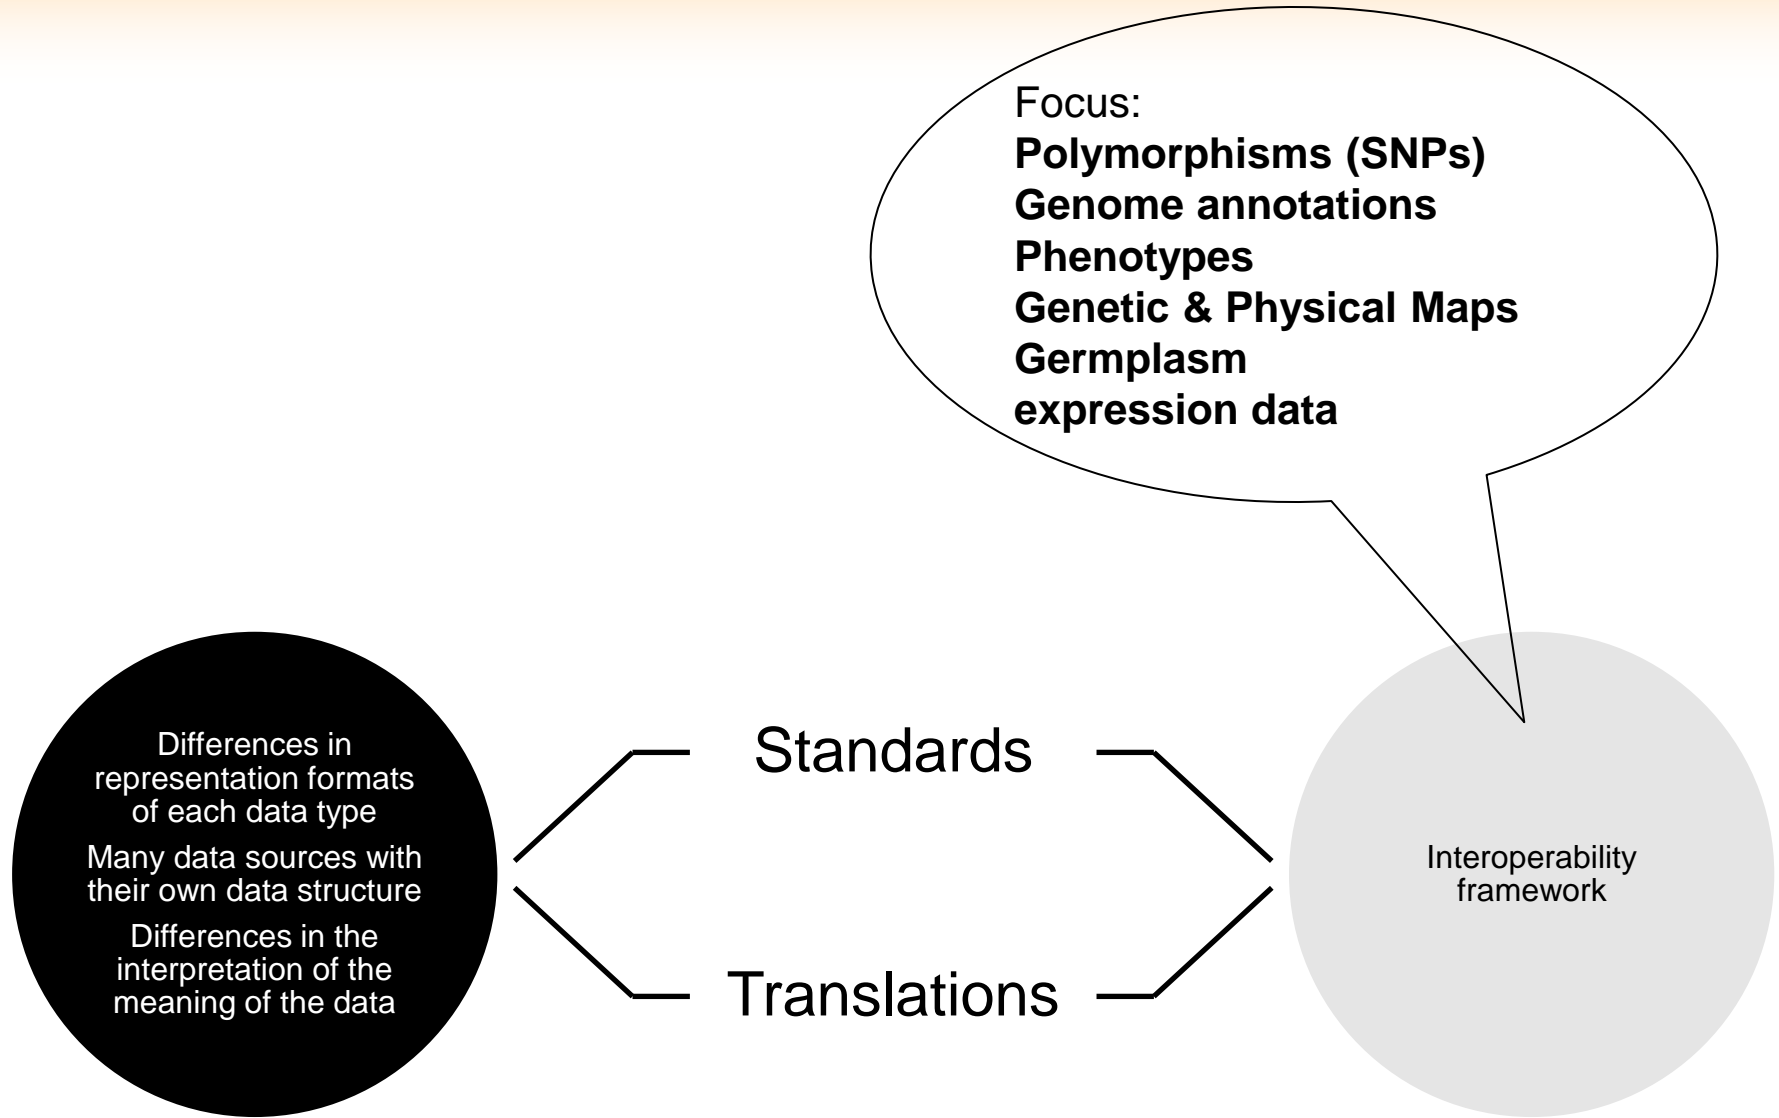 Focus:
Polymorphisms (SNPs)
Genome annotations
Phenotypes
Genetic & Physical Maps
Germplasm
expression data
Differences in
representation formats
of each data type
Many data sources with
their own data structure
Differences in the
interpretation of the
meaning of the data
Standards
Translations
Interoperability
framework